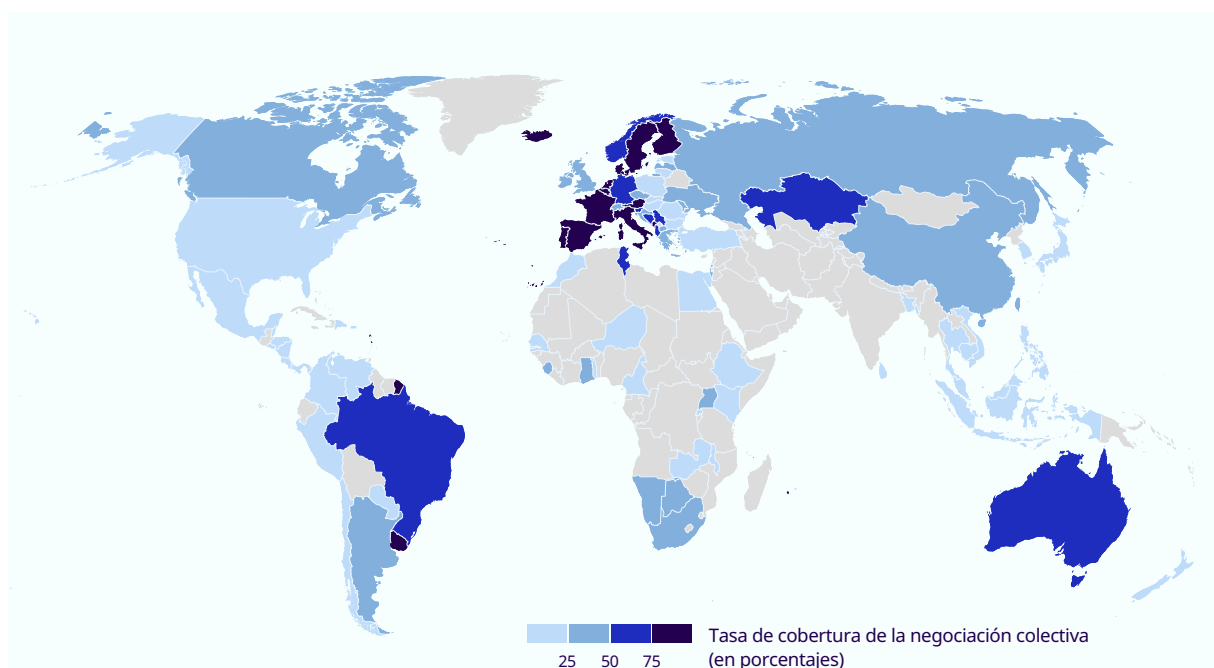 Tasa de cobertura de la negociación colectiva
(en porcentajes)
25 50 75